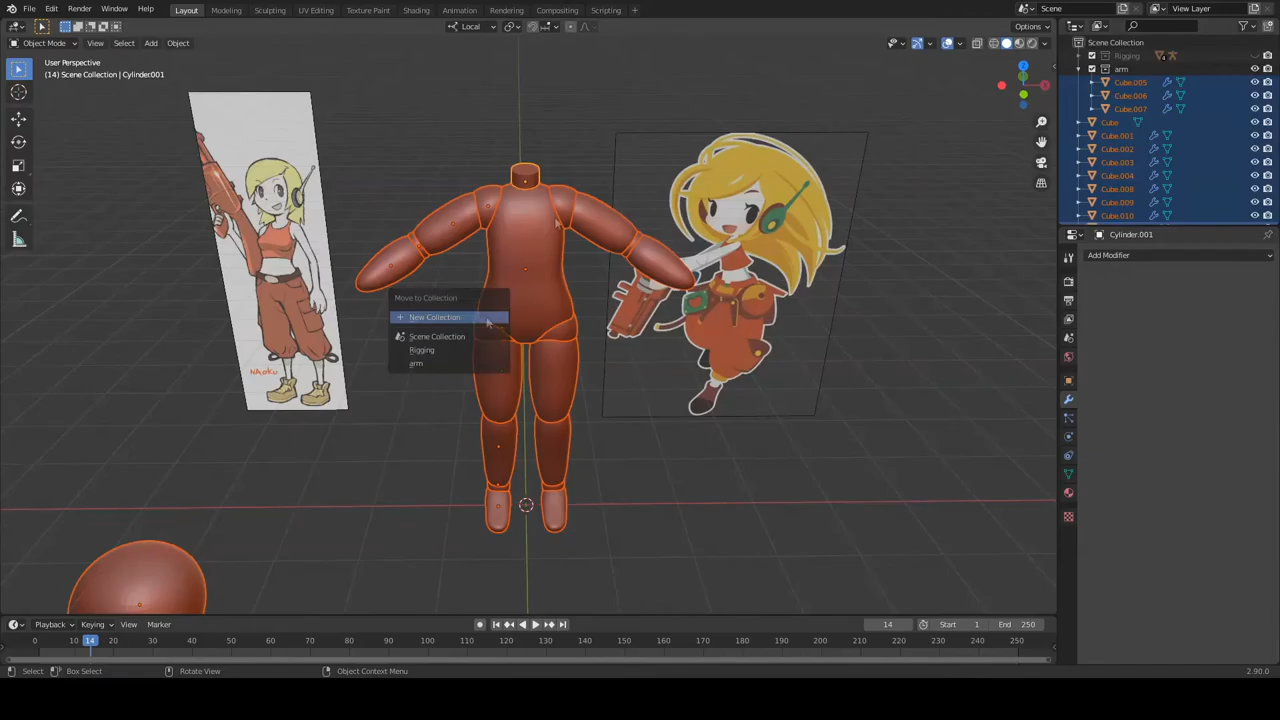 File Edit Render Window Help Layout Modeling Sculpting UV Editing Texture Paint Shading Animation Rendering Compositing Scripting + Scene View Layer
Local Options
Object Mode View Select Add Object Scene Collection
User Perspective
(14) Scene Collection | Cylinder.001
Rigging
arm
Cube.005
Cube.006
Cube.007
Cube
Cube.001
Cube.002
Cube.003
Cube.004
Cube.008
Cube.009
Cube.010
Cylinder.001
Add Modifier
Move to Collection
+ New Collection
Scene Collection
Rigging
arm
NAOKU
Playback Keying View Marker 14 Start 1 End 250
0 10 14 20 30 40 50 60 70 80 90 100 110 120 130 140 150 160 170 180 190 200 210 220 230 240 250
Select Box Select Rotate View Object Context Menu 2.90.0